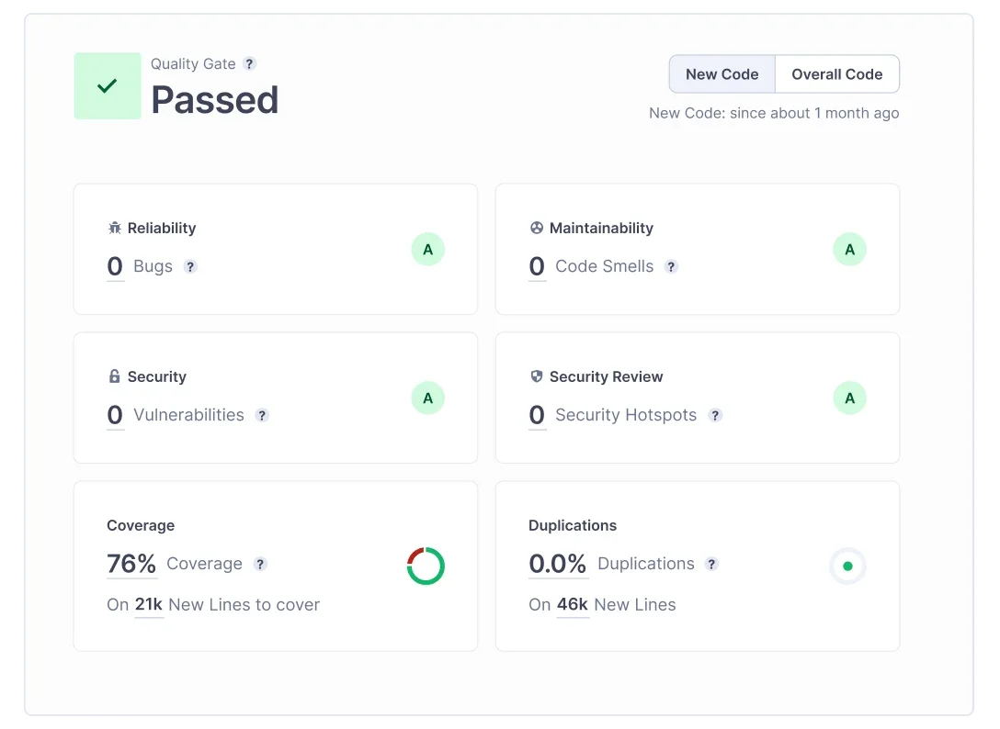 Quality Gate ?
Passed
New Code Overall Code
New Code: since about 1 month ago
Reliability
0 Bugs ?
A
Maintainability
0 Code Smells ?
A
Security
0 Vulnerabilities ?
A
Security Review
0 Security Hotspots ?
A
Coverage
76% Coverage ?
On 21k New Lines to cover
Duplications
0.0% Duplications ?
On 46k New Lines